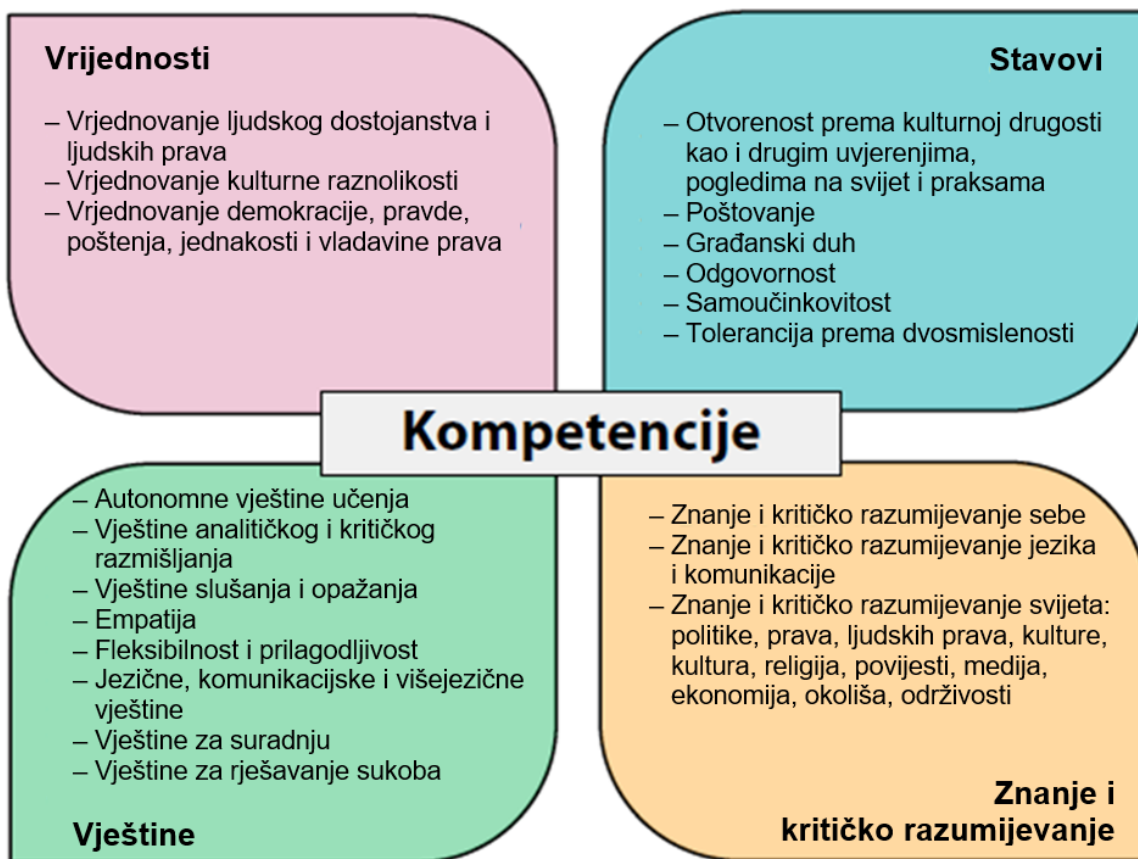 Vrijednosti
– Vrjednovanje ljudskog dostojanstva i
ljudskih prava
– Vrjednovanje kulturne raznolikosti
– Vrjednovanje demokracije, pravde,
poštenja, jednakosti i vladavine prava
Stavovi
– Otvorenost prema kulturnoj drugosti
kao i drugim uvjerenjima,
pogledima na svijet i praksama
– Poštovanje
– Građanski duh
– Odgovornost
– Samoučinkovitost
– Tolerancija prema dvosmislenosti
Kompetencije
– Autonomne vještine učenja
– Vještine analitičkog i kritičkog
razmišljanja
– Vještine slušanja i opažanja
– Empatija
– Fleksibilnost i prilagodljivost
– Jezične, komunikacijske i višejezične
vještine
– Vještine za suradnju
– Vještine za rješavanje sukoba
Vještine
– Znanje i kritičko razumijevanje sebe
– Znanje i kritičko razumijevanje jezika
i komunikacije
– Znanje i kritičko razumijevanje svijeta:
politike, prava, ljudskih prava, kulture,
kultura, religija, povijesti, medija,
ekonomija, okoliša, održivosti
Znanje i
kritičko razumijevanje